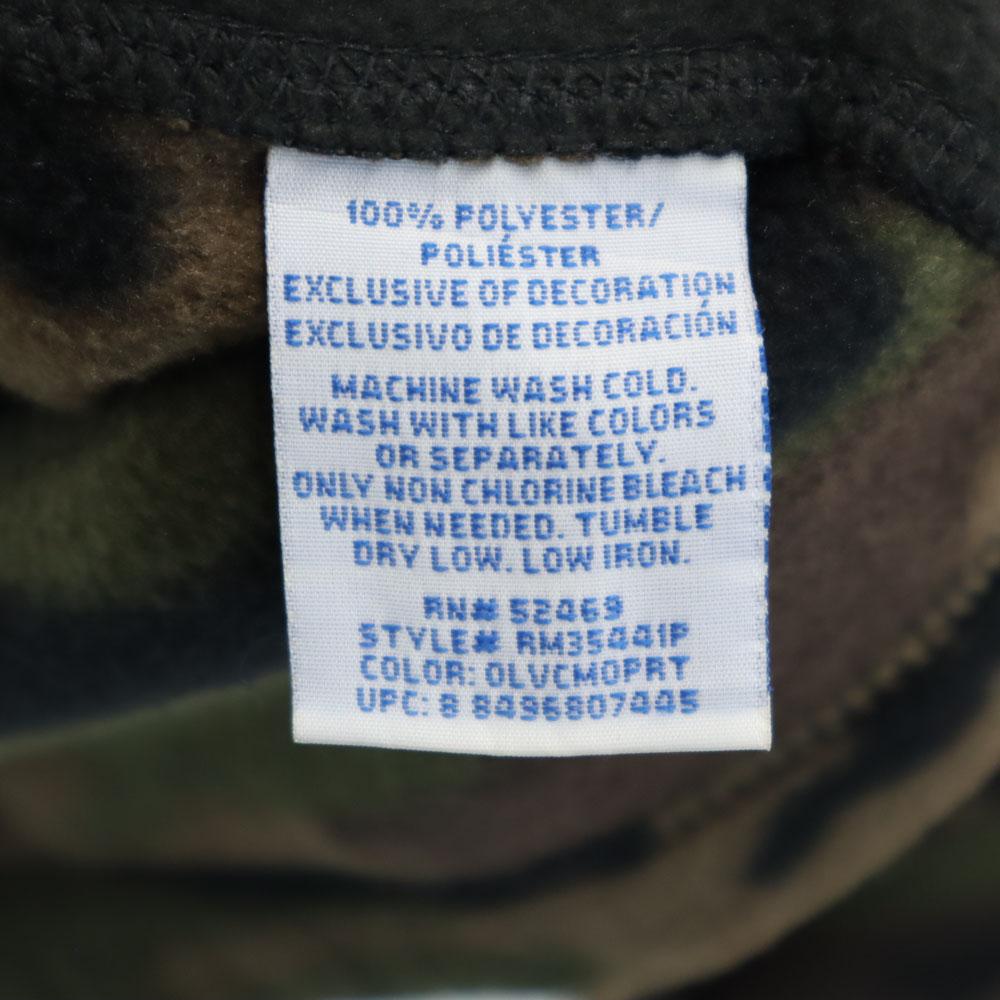 100% POLYESTER/
POLIÉSTER
EXCLUSIVE OF DECORATION
EXCLUSIVO DE DECORACIÓN
MACHINE WASH COLD.
WASH WITH LIKE COLORS
OR SEPARATELY.
ONLY NON CHLORINE BLEACH
WHEN NEEDED. TUMBLE
DRY LOW. LOW IRON.
RN# 52469
STYLE# RM35441P
COLOR: OLVCMOPRT
UPC: 8 8496807445